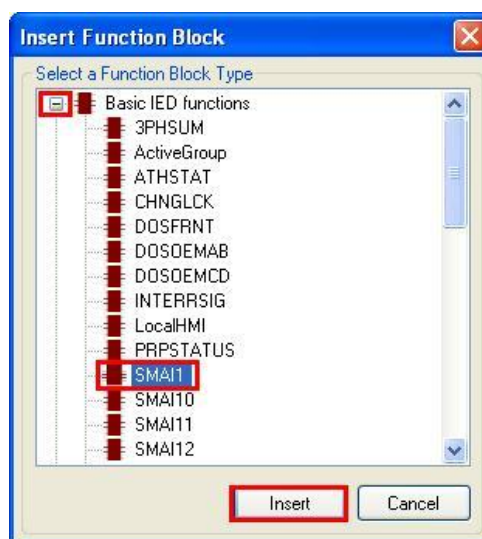 Insert Function Block
Select a Function Block Type
Basic IED functions
3PHSUM
ActiveGroup
ATHSTAT
CHNGLCK
DOSFRNT
DOSOEMAB
DOSOEMCD
INTERRSIG
LocalHMI
PRPSTATUS
SMAI1
SMAI10
SMAI11
SMAI12
Insert Cancel